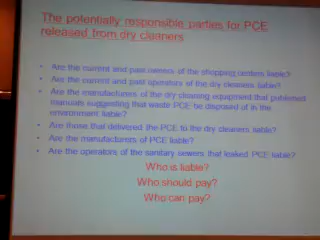 The potentially responsible parties for PCE
released from dry cleaners
• Are the current and past owners of the shopping centers liable?
• Are the current and past operators of the dry cleaners liable?
• Are the manufacturers of the dry cleaning equipment that published
manuals suggesting that waste PCE be disposed of in the
environment liable?
• Are those that delivered the PCE to the dry cleaners liable?
• Are the manufacturers of PCE liable?
• Are the operators of the sanitary sewers that leaked PCE liable?
Who is liable?
Who should pay?
Who can pay?